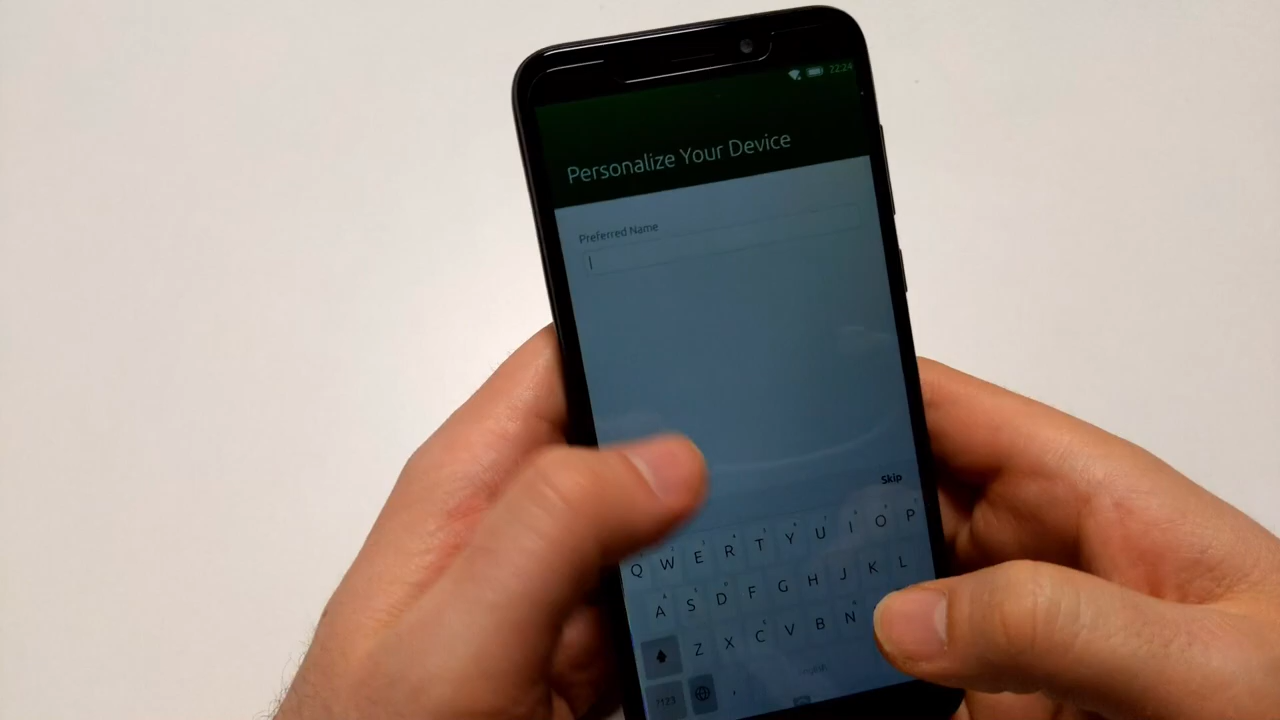 22:24
Personalize Your Device
Preferred Name
Skip
Q W E R T Y U I O P
A S D F G H J K L
Z X C V B N
?123 ,